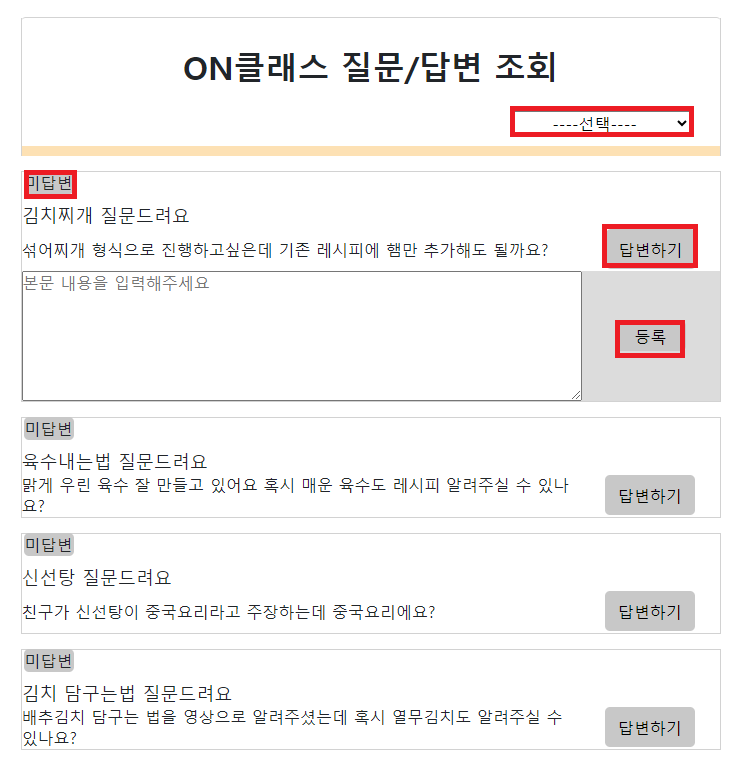 ON클래스 질문/답변 조회
----선택----
미답변
김치찌개 질문드려요
섞어찌개 형식으로 진행하고싶은데 기존 레시피에 햄만 추가해도 될까요?
답변하기
본문 내용을 입력해주세요
등록
미답변
육수내는법 질문드려요
맑게 우린 육수 잘 만들고 있어요 혹시 매운 육수도 레시피 알려주실 수 있나
요?
답변하기
미답변
신선탕 질문드려요
친구가 신선탕이 중국요리라고 주장하는데 중국요리에요?
답변하기
미답변
김치 담구는법 질문드려요
배추김치 담구는 법을 영상으로 알려주셨는데 혹시 열무김치도 알려주실 수
있나요?
답변하기